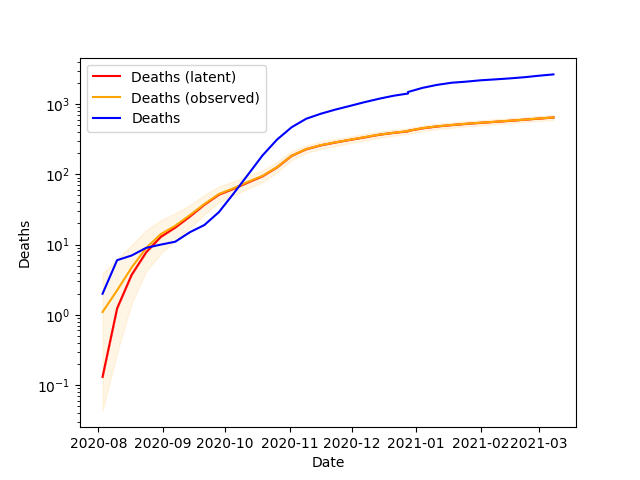 Deaths (latent)
Deaths (observed)
Deaths
10³
10²
10¹
10⁰
10⁻¹
Deaths
2020-08 2020-09 2020-10 2020-11 2020-12 2021-01 2021-02 2021-03
Date